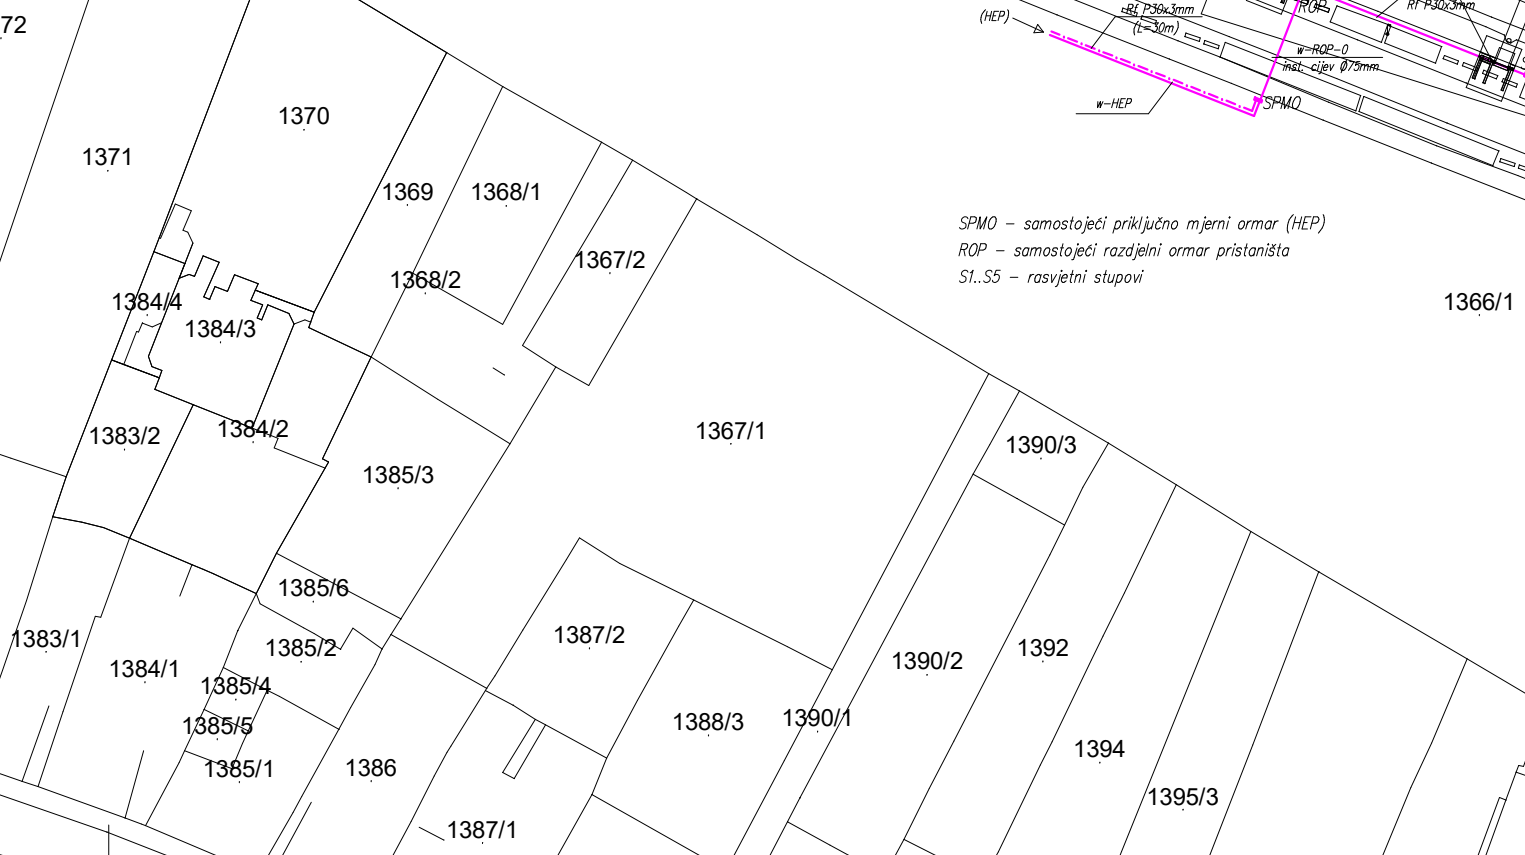 72
(HEP)
Rf, P30x3mm
(L=30m)
ROP
Rf P30x3mm
w-ROP-0
inst. cijev Ø75mm
w-HEP
SPMO
1370
1371
1369
1368/1
SPMO – samostojeći priključno mjerni ormar (HEP)
ROP – samostojeći razdjelni ormar pristaništa
S1..S5 – rasvjetni stupovi
1367/2
1368/2
1384/4
1366/1
1384/3
1384/2
1367/1
1383/2
1390/3
1385/3
1385/6
1383/1
1387/2
1385/2
1392
1390/2
1384/1
1385/4
1390/1
1388/3
1385/5
1394
1385/1
1386
1395/3
1387/1